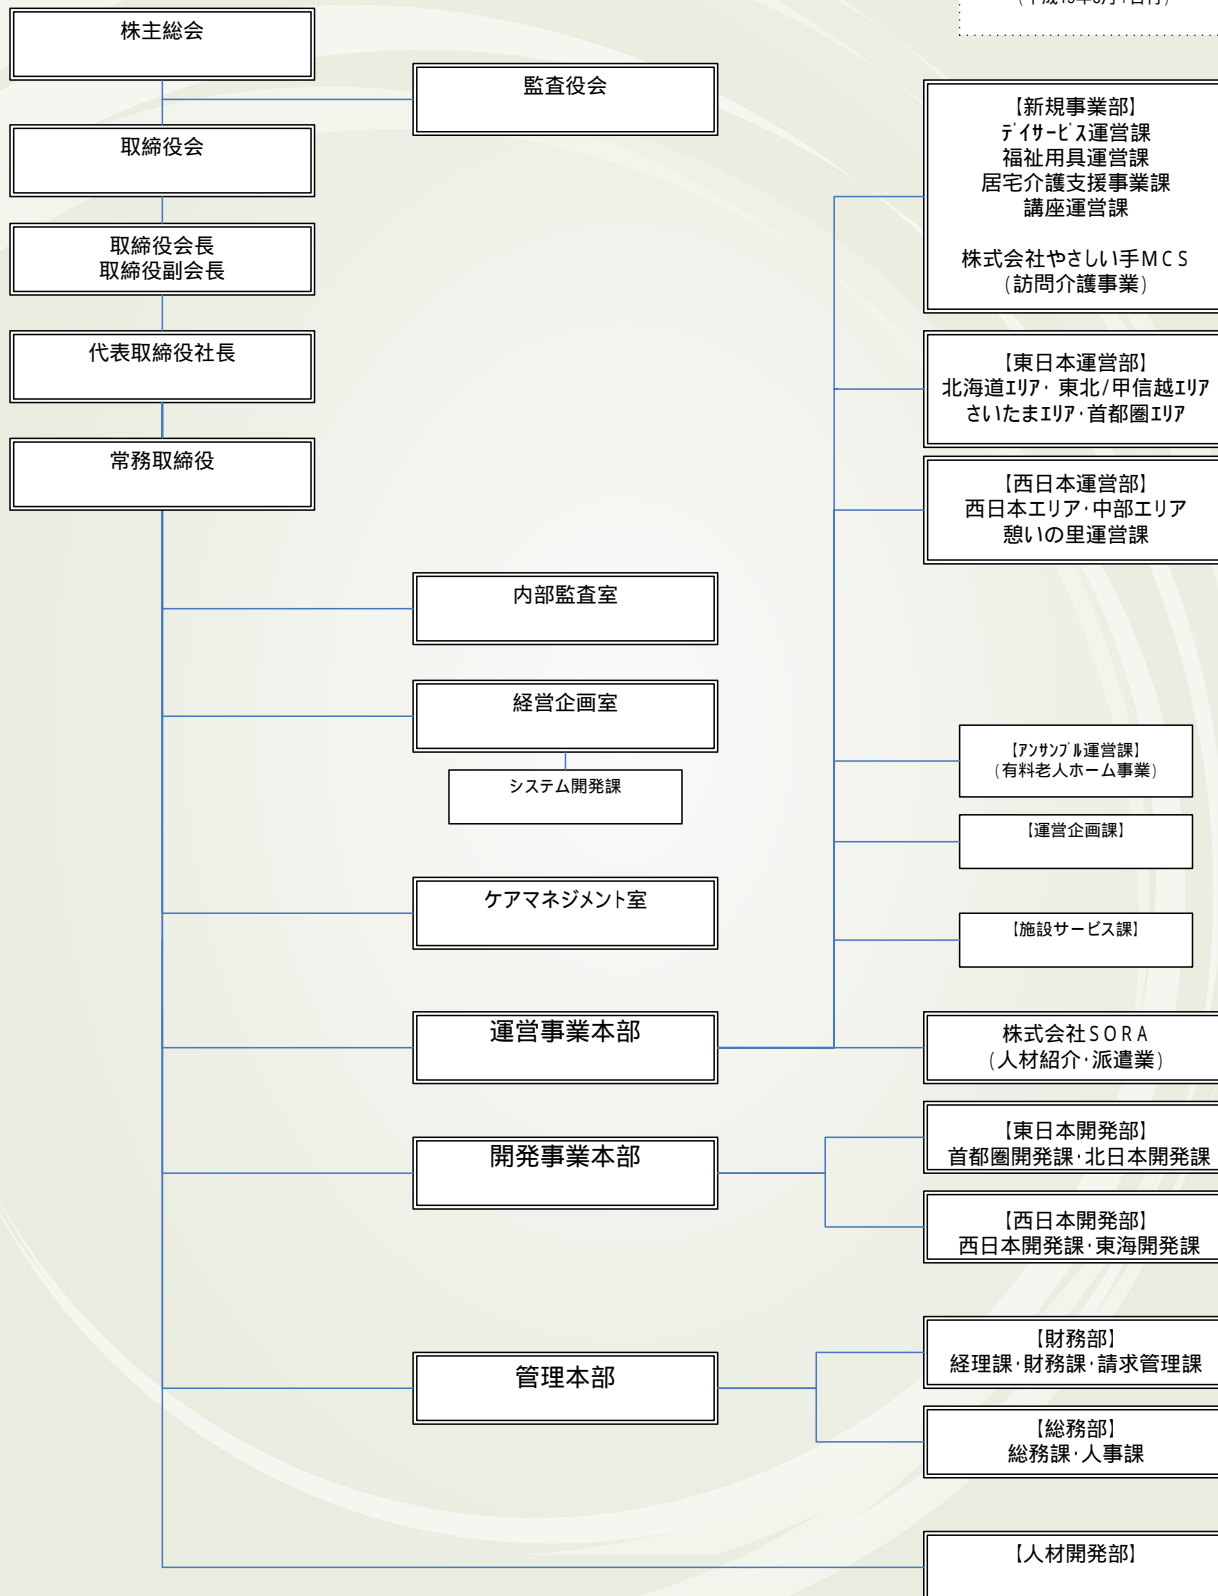 株主総会
監査役会
取締役会
取締役会長
取締役副会長
代表取締役社長
常務取締役
内部監査室
経営企画室
システム開発課
ケアマネジメント室
運営事業本部
開発事業本部
管理本部
【新規事業部】
ﾃﾞｲｻｰﾋﾞｽ運営課
福祉用具運営課
居宅介護支援事業課
講座運営課
株式会社やさしい手MCS
(訪問介護事業)
【東日本運営部】
北海道ｴﾘｱ･東北/甲信越ｴﾘｱ
さいたまｴﾘｱ･首都圏ｴﾘｱ
【西日本運営部】
西日本エリア･中部エリア
憩いの里運営課
【ｱﾝｻﾝﾌﾞﾙ運営課】
(有料老人ホーム事業)
【運営企画課】
【施設サービス課】
株式会社SORA
(人材紹介･派遣業)
【東日本開発部】
首都圏開発課･北日本開発課
【西日本開発部】
西日本開発課･東海開発課
【財務部】
経理課･財務課･請求管理課
【総務部】
総務課･人事課
【人材開発部】